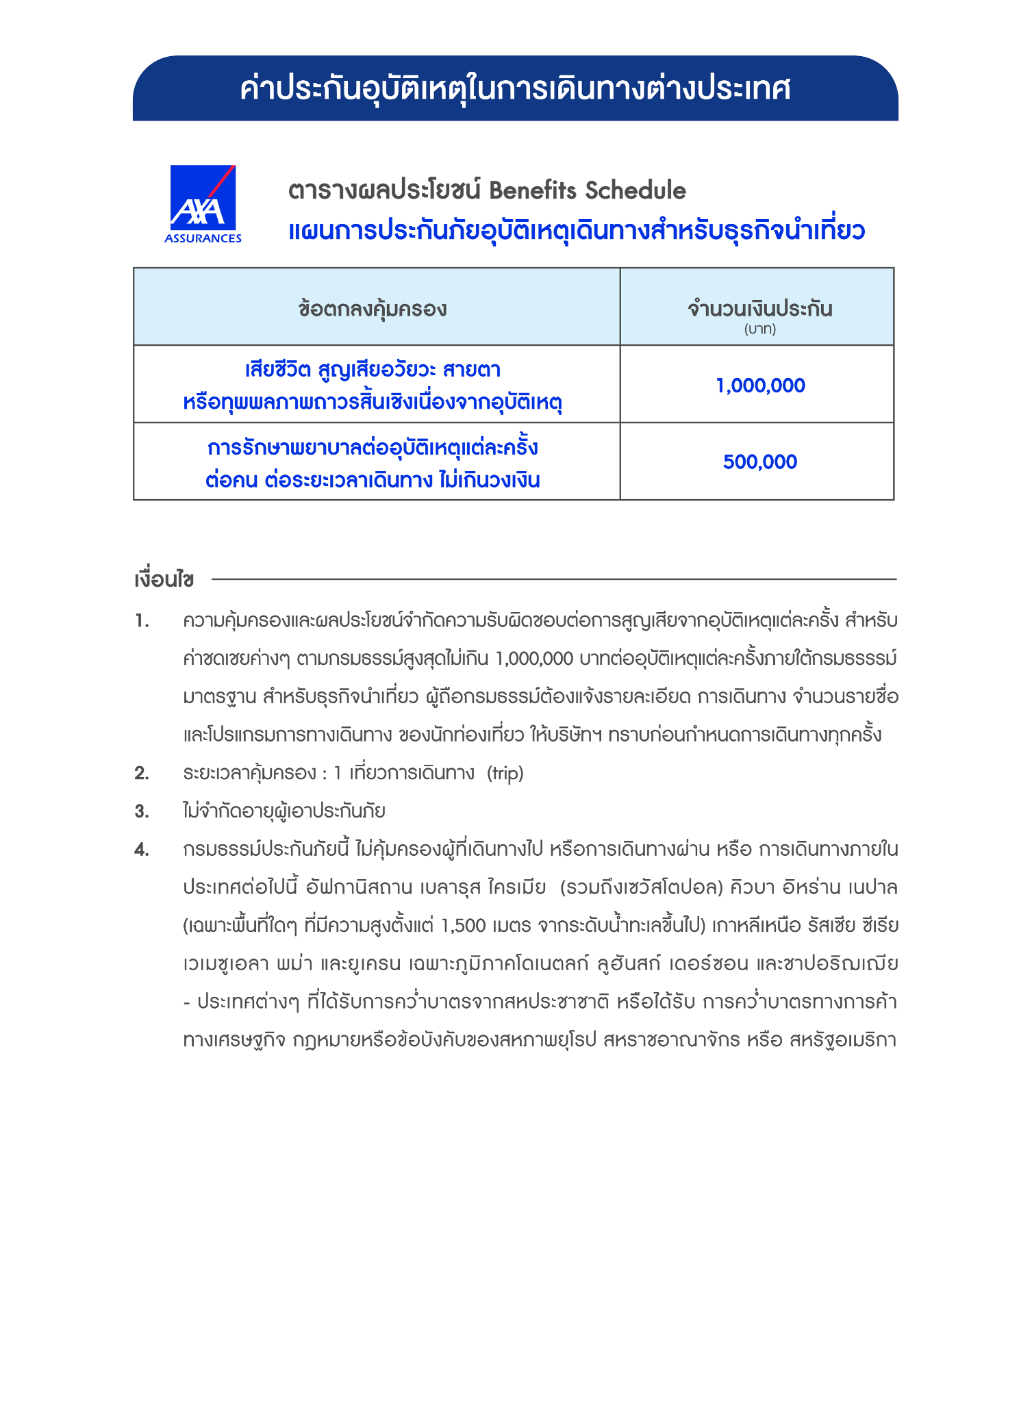 ค่าประกันอุบัติเหตุในการเดินทางต่างประเทศ
AXA
ASSURANCES
ตารางผลประโยชน์ Benefits Schedule
แผนการประกันภัยอุบัติเหตุเดินทางสำหรับธุรกิจนำเที่ยว
ข้อตกลงคุ้มครอง
จำนวนเงินประกัน
(บาท)
เสียชีวิต สูญเสียอวัยวะ สายตา
หรือทุพพลภาพถาวรสิ้นเชิงเนื่องจากอุบัติเหตุ
1,000,000
การรักษาพยาบาลต่ออุบัติเหตุแต่ละครั้ง
ต่อคน ต่อระยะเวลาเดินทาง ไม่เกินวงเงิน
500,000
เงื่อนไข
1. ความคุ้มครองและผลประโยชน์จำกัดความรับผิดชอบต่อการสูญเสียจากอุบัติเหตุแต่ละครั้ง สำหรับ
ค่าชดเชยค่างๆ ตามกรมธรรม์สูงสุดไม่เกิน 1,000,000 บาทต่ออุบัติเหตุแต่ละครั้งภายใต้กรมธรรรม์
มาตรฐาน สำหรับธุรกิจนำเที่ยว ผู้ถือกรมธรรม์ต้องแจ้งรายละเอียด การเดินทาง จำนวนรายชื่อ
และโปรแกรมการทางเดินทาง ของนักท่องเที่ยว ให้บริษัทฯ ทราบก่อนกำหนดการเดินทางทุกครั้ง
2. ระยะเวลาคุ้มครอง : 1 เที่ยวการเดินทาง (trip)
3. ไม่จำกัดอายุผู้เอาประกันภัย
4. กรมธรรม์ประกันภัยนี้ ไม่คุ้มครองผู้ที่เดินทางไป หรือการเดินทางผ่าน หรือ การเดินทางภายใน
ประเทศต่อไปนี้ อัฟกานิสถาน เบลารุส ไครเมีย (รวมถึงเซวัสโตปอล) คิวบา อิหร่าน เนปาล
(เฉพาะพื้นที่ใดๆ ที่มีความสูงตั้งแต่ 1,500 เมตร จากระดับน้ำทะเลขึ้นไป) เกาหลีเหนือ รัสเซีย ซีเรีย
เวเมซูเอลา พม่า และยูเครน เฉพาะภูมิภาคโดเนตลก์ ลูฮันสก์ เดอร์ซอน และซาปอริฌเฌีย
- ประเทศต่างๆ ที่ได้รับการคว่ำบาตรจากสหประชาชาติ หรือได้รับ การคว่ำบาตรทางการค้า
ทางเศรษฐกิจ กฎหมายหรือข้อบังคับของสหภาพยุโรป สหราชอาณาจักร หรือ สหรัฐอเมริกา